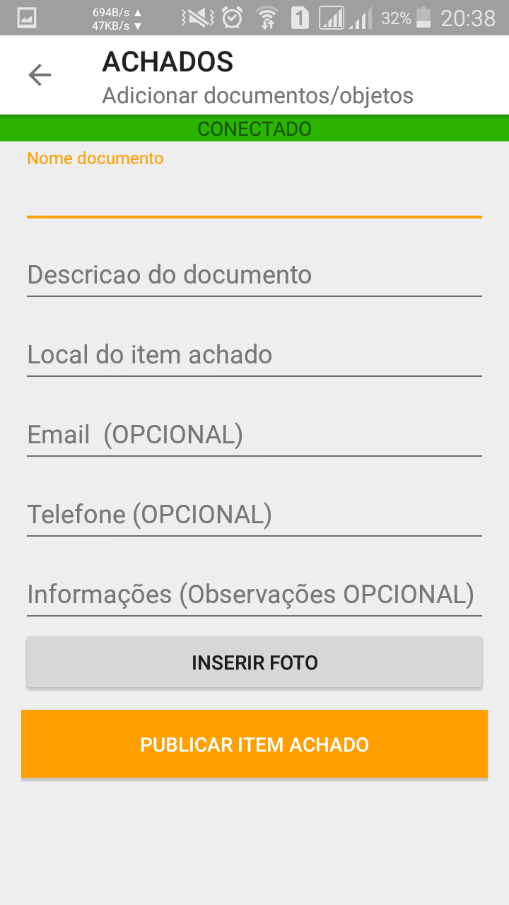 694B/s ▲
47KB/s ▼
1
32%
20:38
ACHADOS
Adicionar documentos/objetos
CONECTADO
Nome documento
Descricao do documento
Local do item achado
Email  (OPCIONAL)
Telefone (OPCIONAL)
Informações (Observações OPCIONAL)
INSERIR FOTO
PUBLICAR ITEM ACHADO